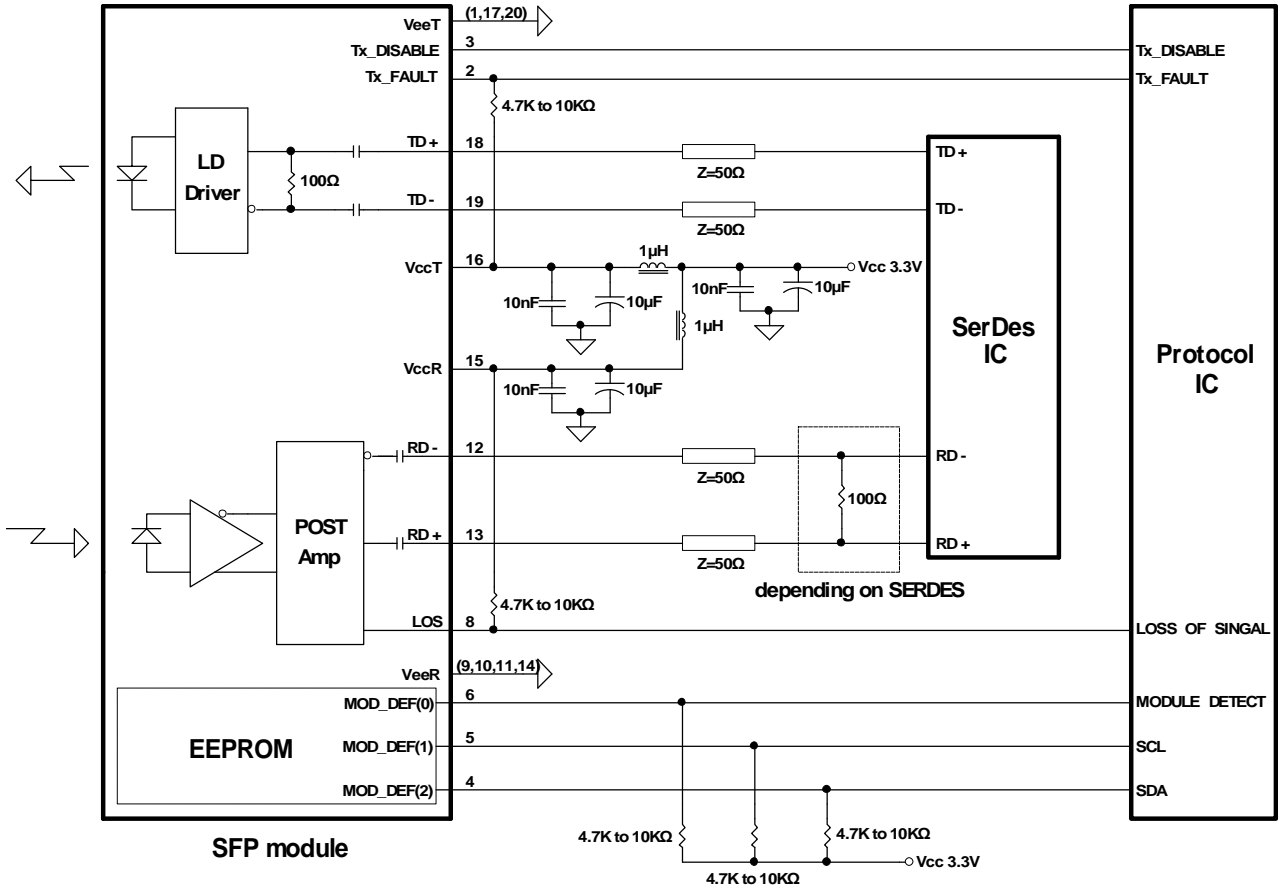 VeeT
(1,17,20)
Tx_DISABLE
3
Tx_DISABLE
Tx_FAULT
2
Tx_FAULT
4.7K to 10KΩ
LD
Driver
100Ω
TD+
18
Z=50Ω
TD+
TD-
19
Z=50Ω
TD-
VccT
16
1µH
Vcc 3.3V
10nF
10µF
10nF
10µF
1µH
SerDes
IC
Protocol
IC
VccR
15
10nF
10µF
RD-
12
Z=50Ω
RD-
100Ω
POST
Amp
RD+
13
Z=50Ω
RD+
depending on SERDES
4.7K to 10KΩ
LOS
8
LOSS OF SINGAL
VeeR
(9,10,11,14)
MOD_DEF(0)
6
MODULE DETECT
EEPROM
MOD_DEF(1)
5
SCL
MOD_DEF(2)
4
SDA
4.7K to 10KΩ
4.7K to 10KΩ
Vcc 3.3V
4.7K to 10KΩ
SFP module